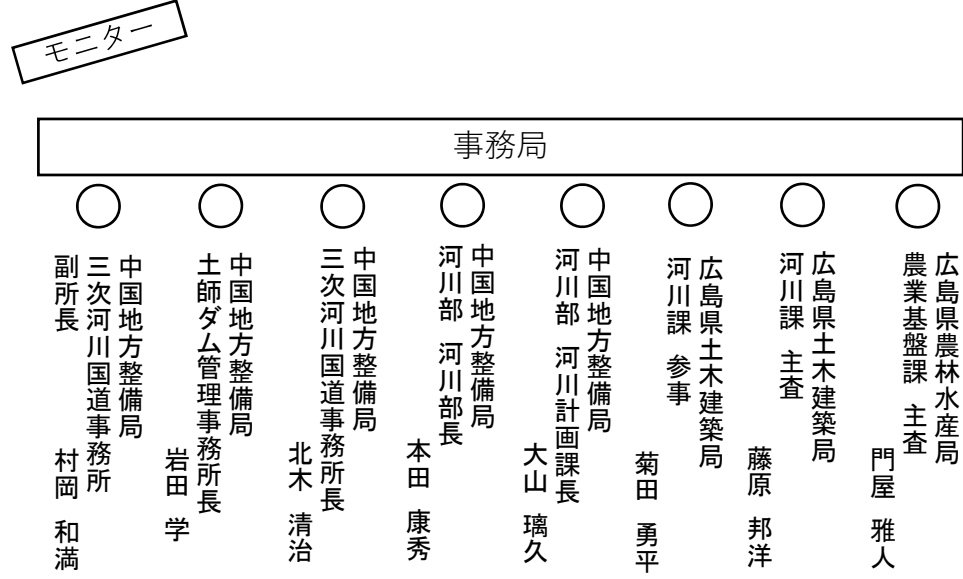 モニター
事務局
中国地方整備局
三次河川国道事務所
副所長
村岡 和満
中国地方整備局
土師ダム管理事務所長
岩田 学
中国地方整備局
三次河川国道事務所長
北木 清治
中国地方整備局
河川部 河川部長
本田 康秀
中国地方整備局
河川部 河川計画課長
大山 璃久
広島県土木建築局
河川課 参事
菊田 勇平
広島県土木建築局
河川課 主査
藤原 邦洋
広島県農林水産局
農業基盤課 主査
門屋 雅人